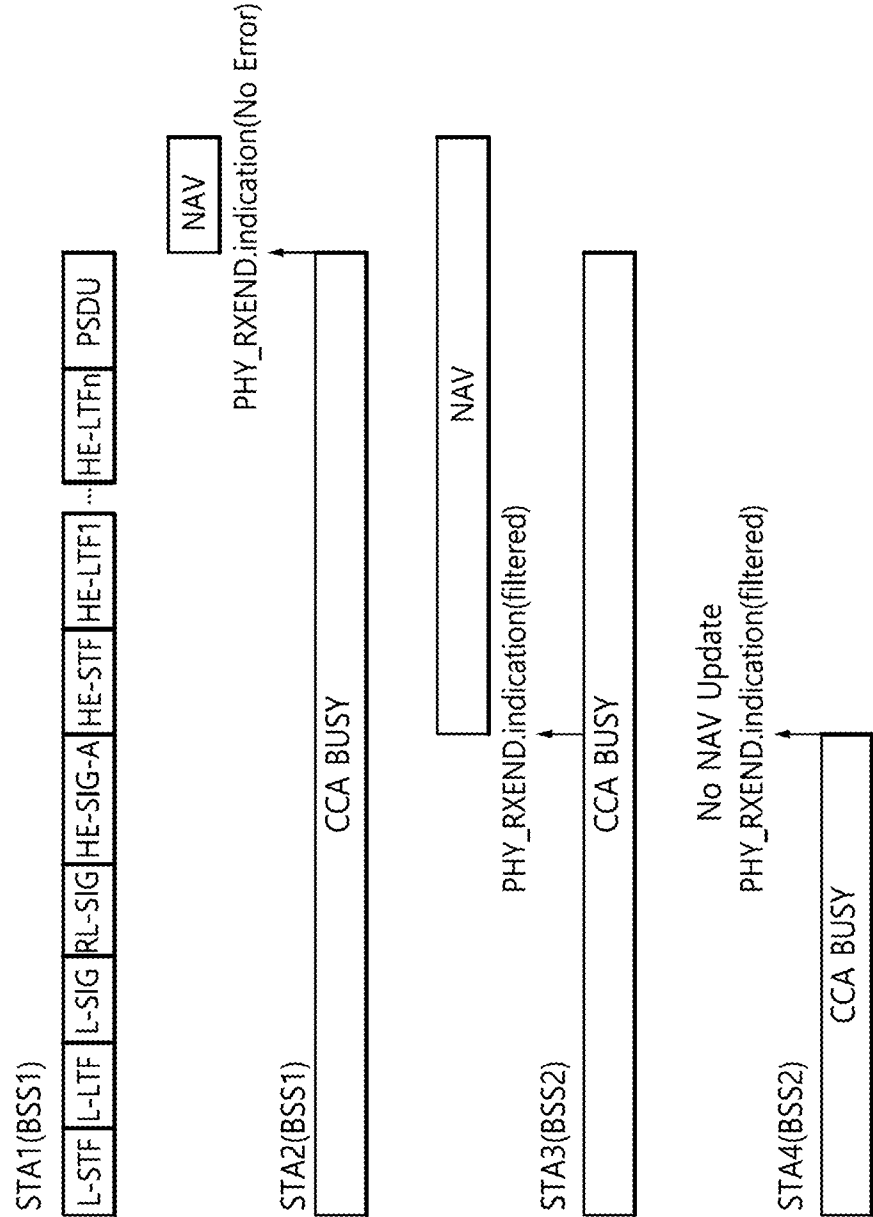 STA1(BSS1)
L-STF L-LTF L-SIG RL-SIG HE-SIG-A HE-STF HE-LTF1 ... HE-LTFn PSDU
NAV
PHY_RXEND.indication(No Error)
STA2(BSS1)
CCA BUSY
NAV
PHY_RXEND.indication(filtered)
STA3(BSS2)
CCA BUSY
No NAV Update
PHY_RXEND.indication(filtered)
STA4(BSS2)
CCA BUSY